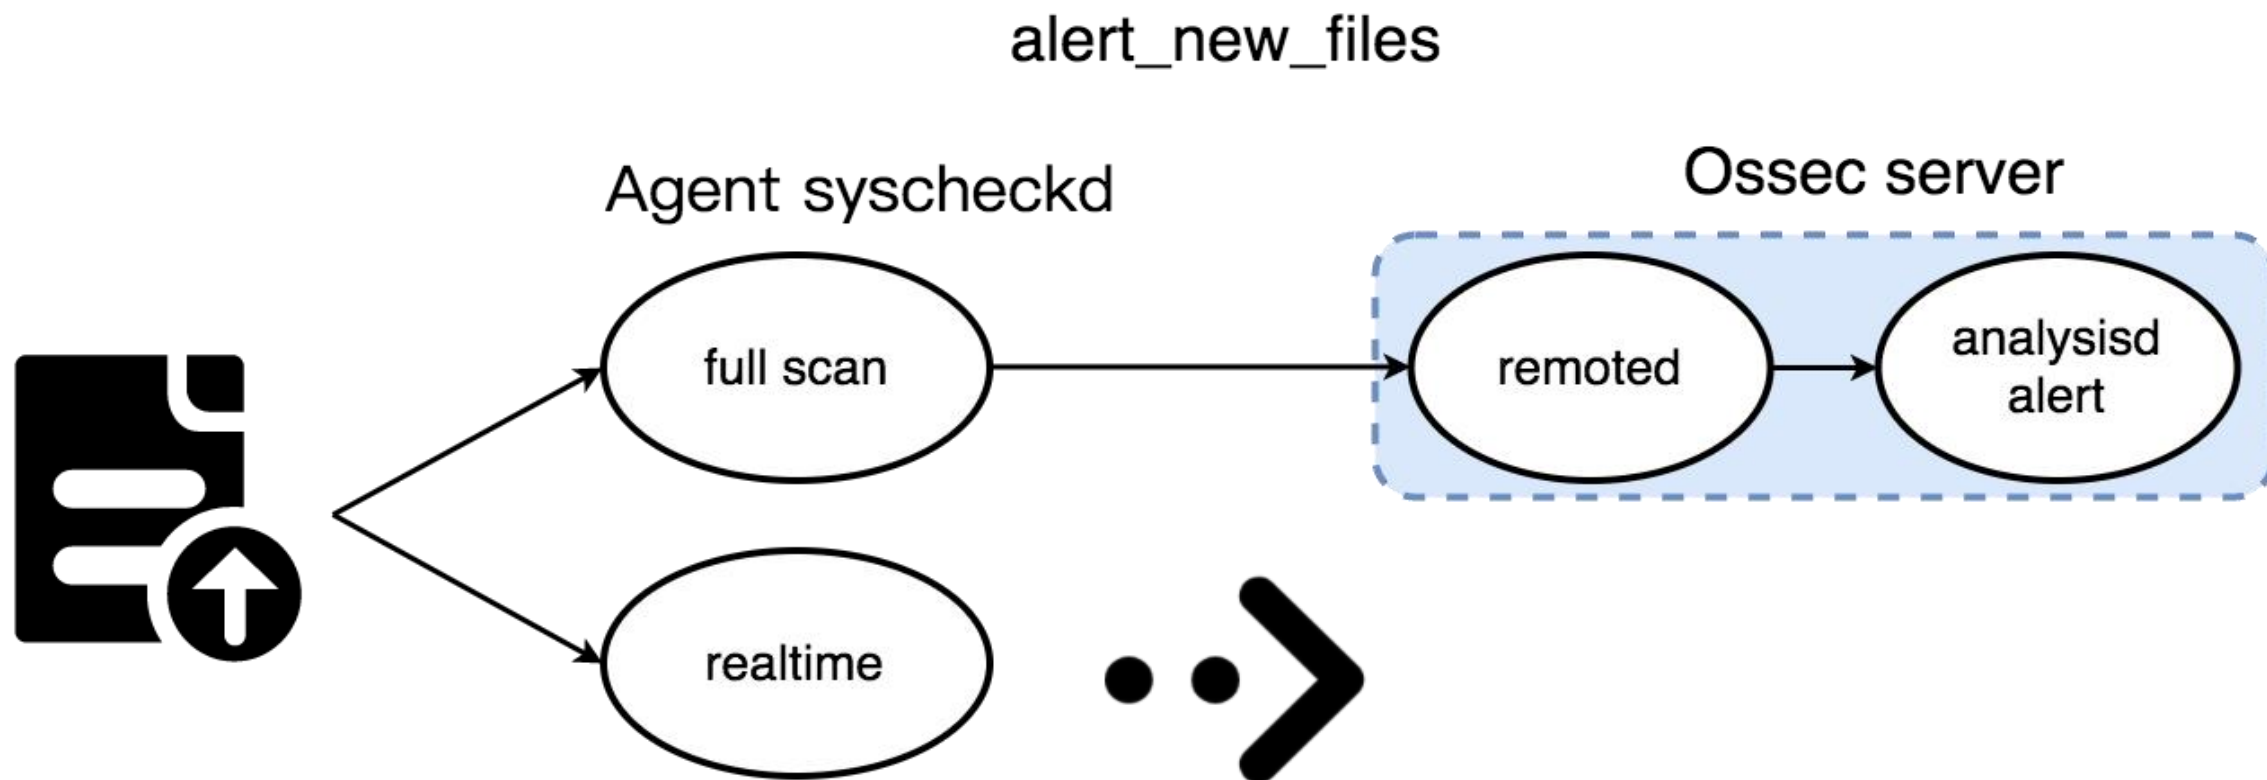 alert_new_files
Agent syscheckd
Ossec server
full scan
remoted
analysisd
alert
realtime